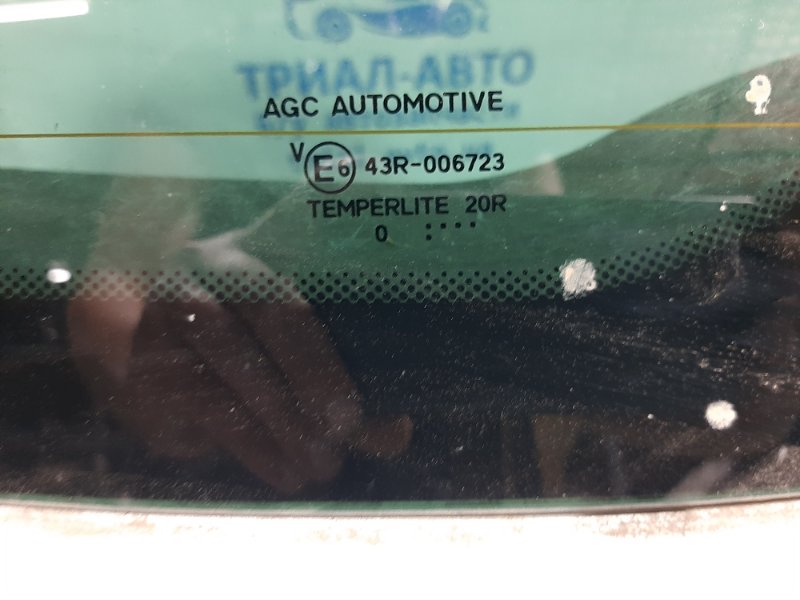 ТРИАЛ-АВТО
AGC AUTOMOTIVE
V E6 43R-006723
TEMPERLITE 20R
0 :····